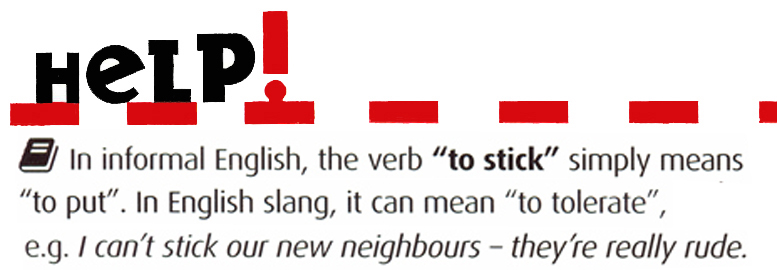 HeLP!
In informal English, the verb “to stick” simply means
“to put”. In English slang, it can mean “to tolerate”,
e.g. I can’t stick our new neighbours – they’re really rude.